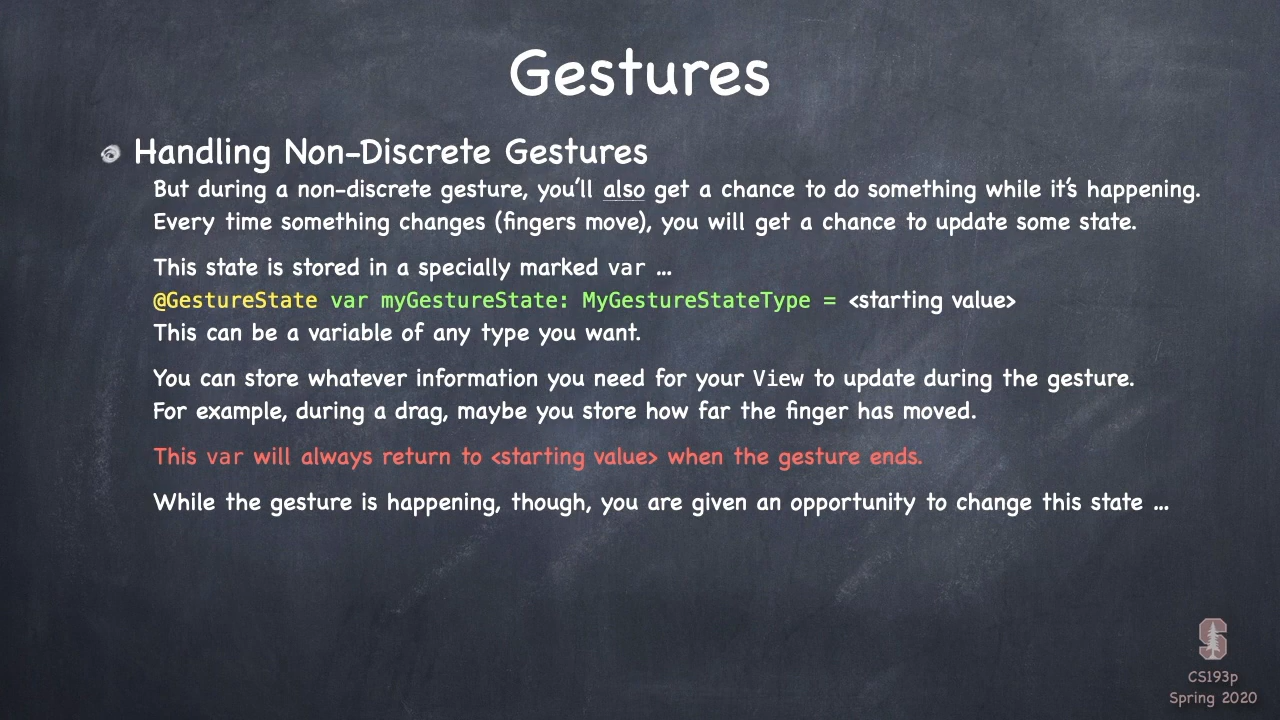 Gestures
Handling Non-Discrete Gestures
But during a non-discrete gesture, you'll also get a chance to do something while it's happening.
Every time something changes (fingers move), you will get a chance to update some state.
This state is stored in a specially marked var ...
@GestureState var myGestureState: MyGestureStateType = <starting value>
This can be a variable of any type you want.
You can store whatever information you need for your View to update during the gesture.
For example, during a drag, maybe you store how far the finger has moved.
This var will always return to <starting value> when the gesture ends.
While the gesture is happening, though, you are given an opportunity to change this state ...
S
CS193p
Spring 2020